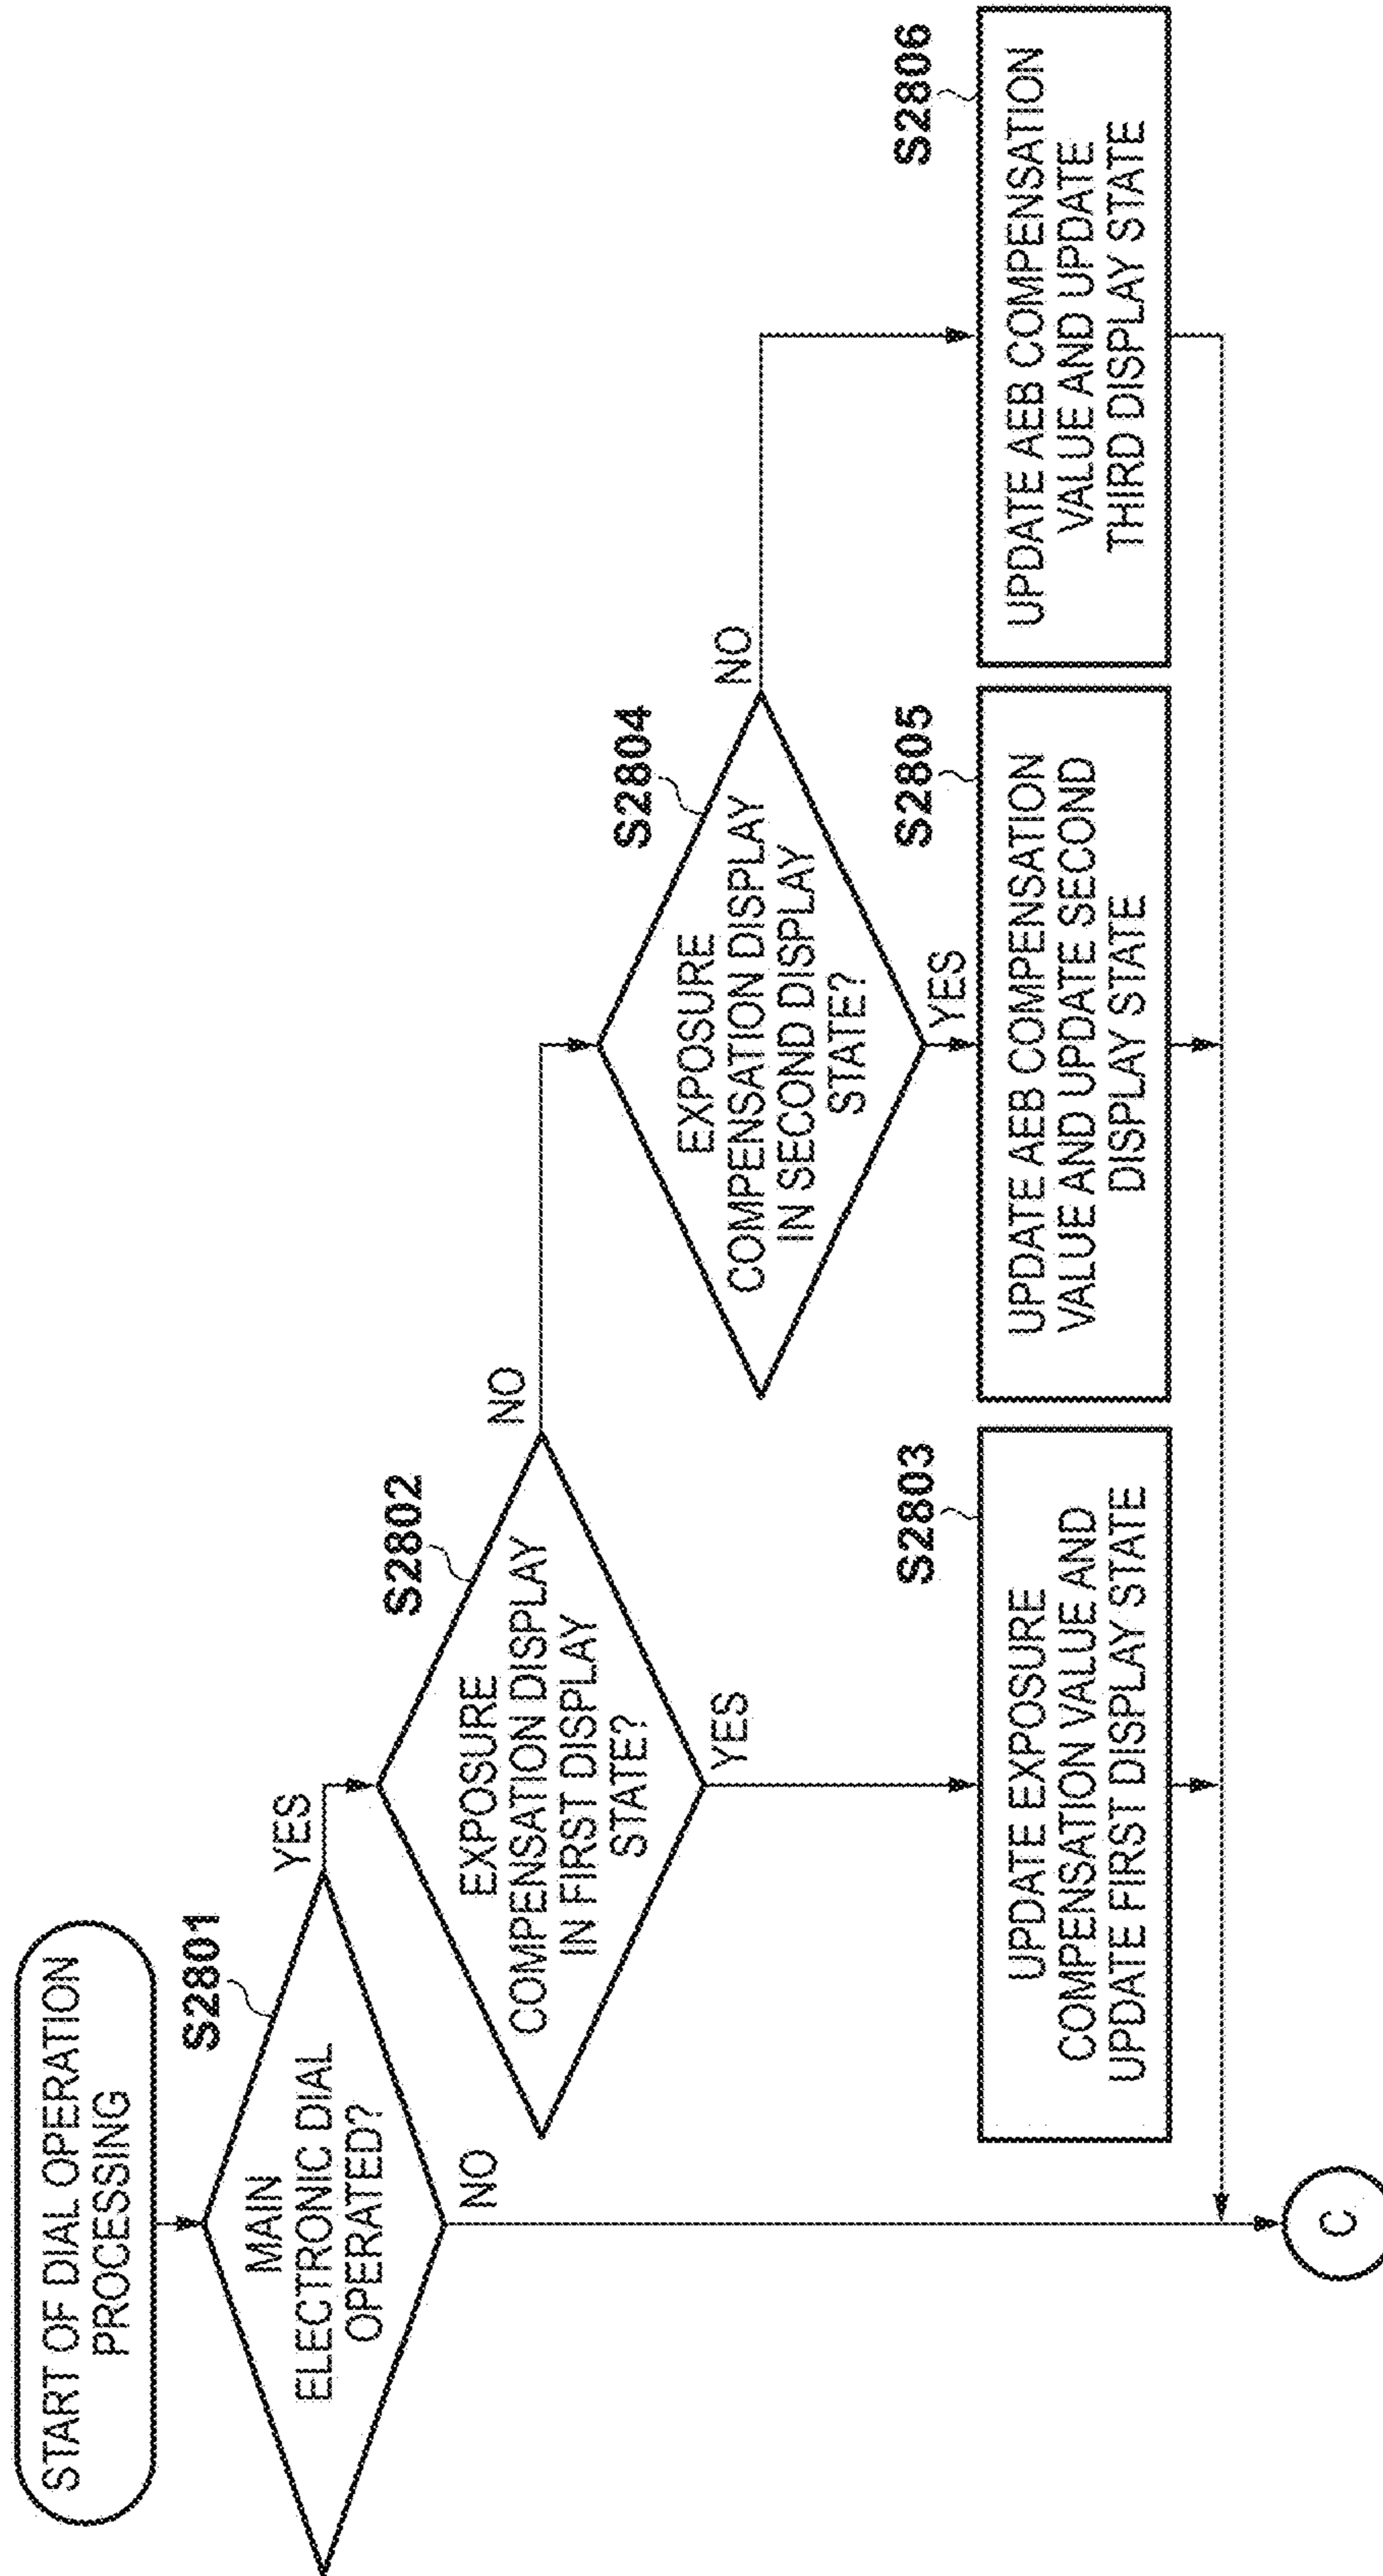 START OF DIAL OPERATION
PROCESSING
S2801
MAIN
ELECTRONIC DIAL
OPERATED?
YES
NO
S2802
EXPOSURE
COMPENSATION DISPLAY
IN FIRST DISPLAY
STATE?
NO
YES
S2804
EXPOSURE
COMPENSATION DISPLAY
IN SECOND DISPLAY
STATE?
NO
YES
S2803
UPDATE EXPOSURE
COMPENSATION VALUE AND
UPDATE FIRST DISPLAY STATE
S2805
UPDATE AEB COMPENSATION
VALUE AND UPDATE SECOND
DISPLAY STATE
S2806
UPDATE AEB COMPENSATION
VALUE AND UPDATE
THIRD DISPLAY STATE
C